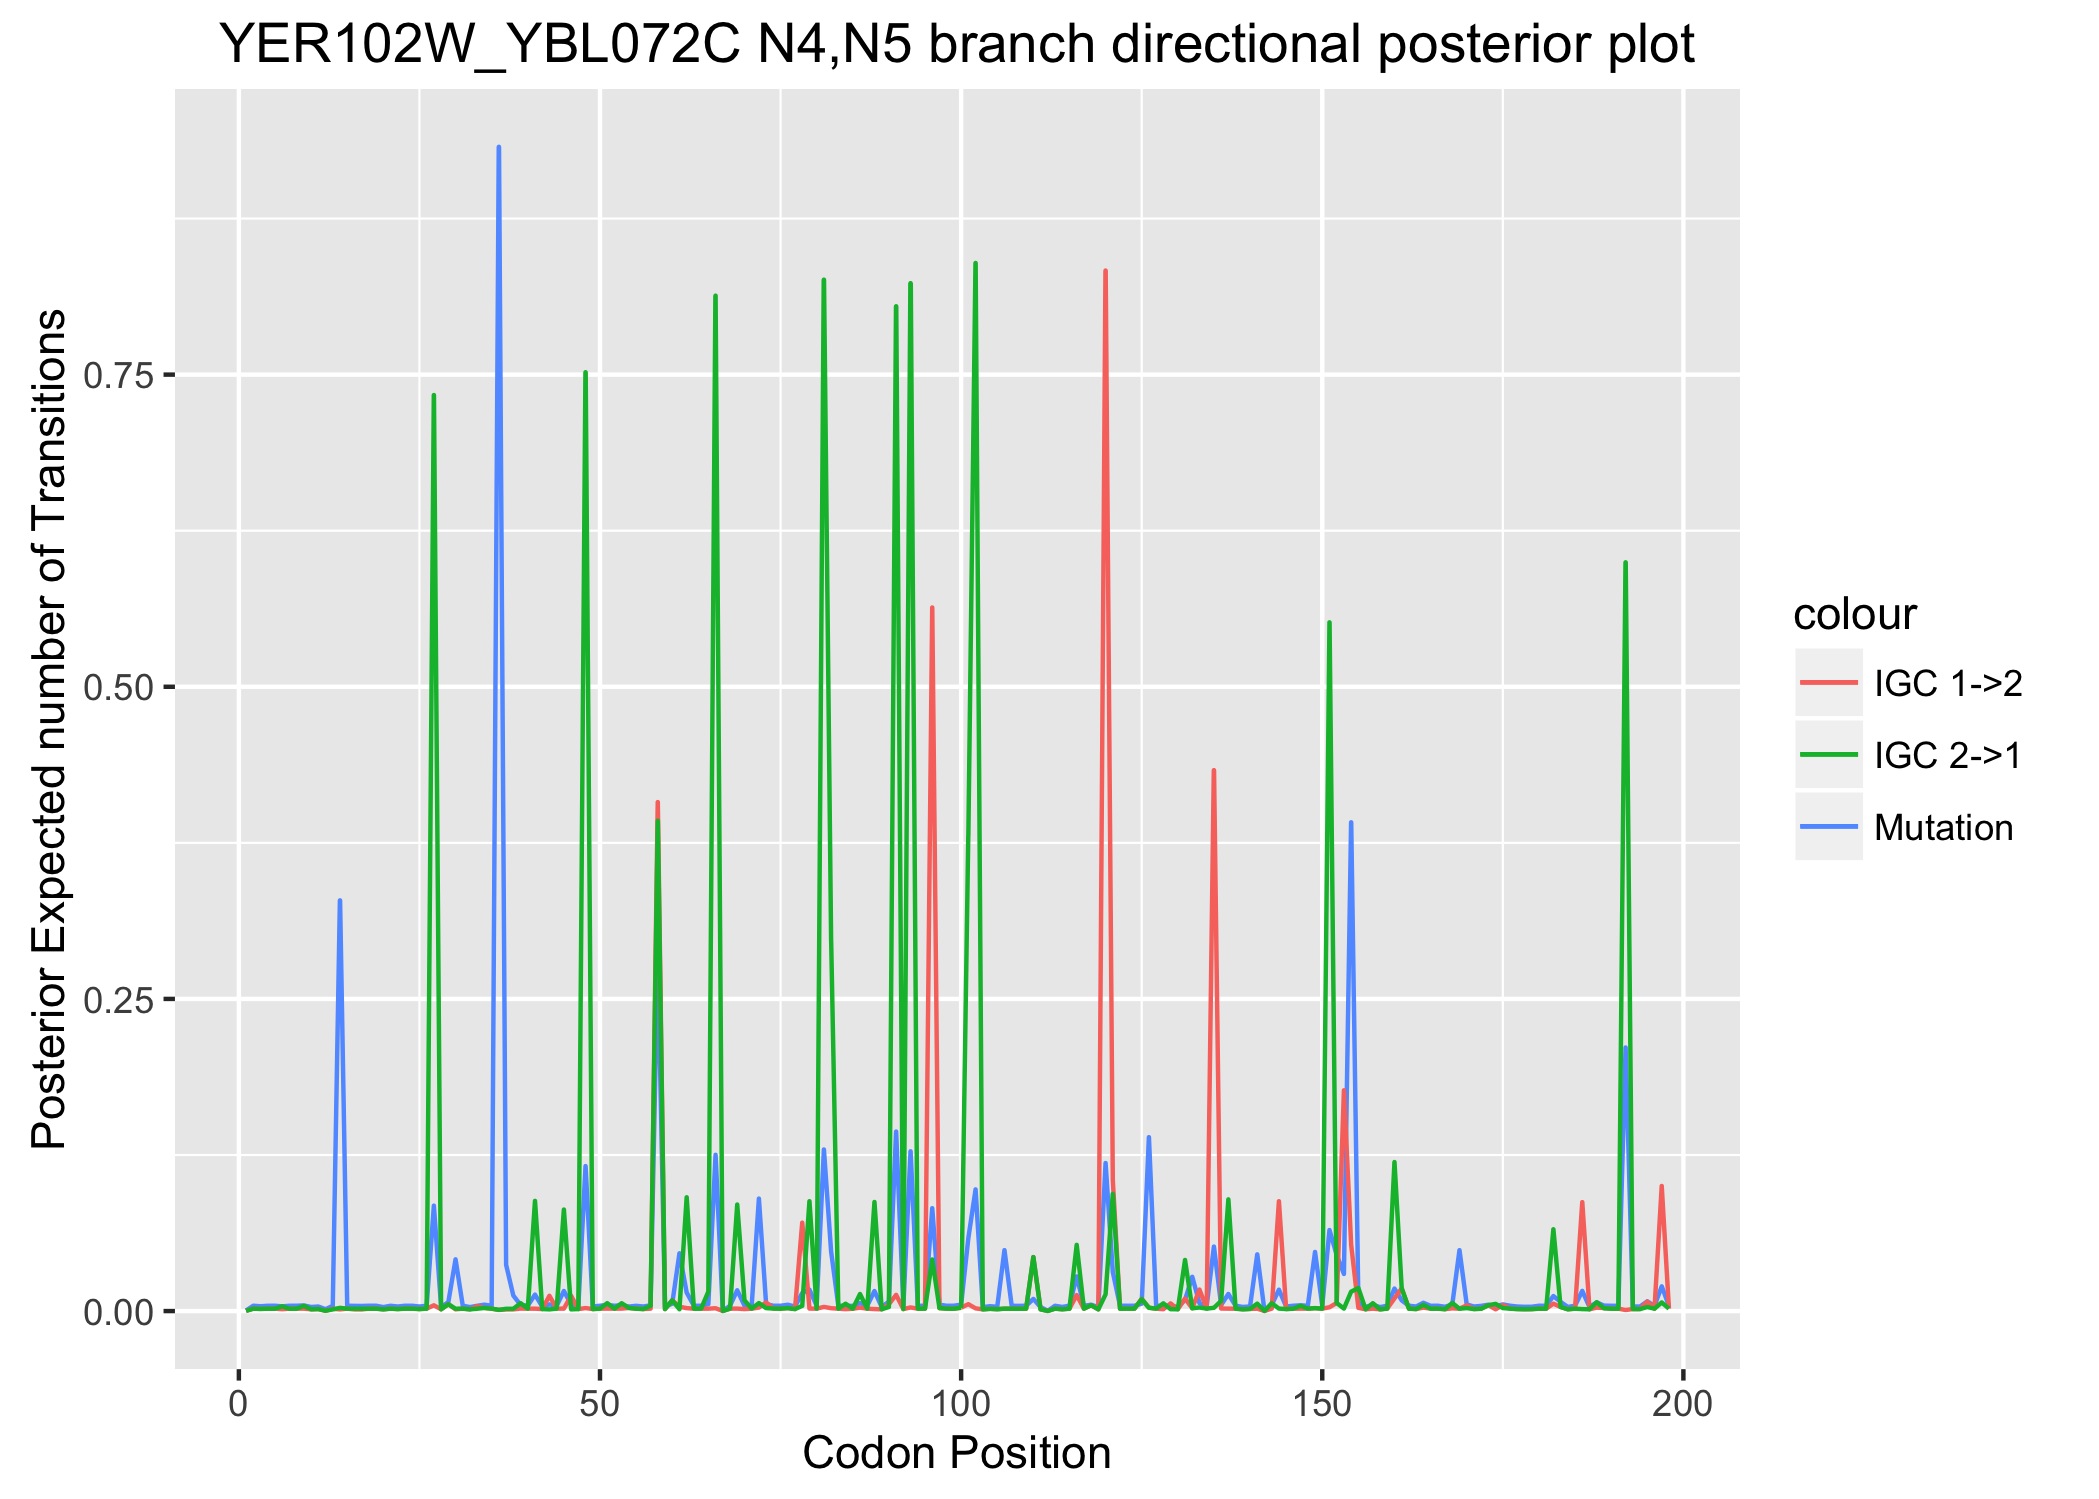 YER102W_YBL072C N4,N5 branch directional posterior plot
Posterior Expected number of Transitions
0.75
0.50
0.25
0.00
0
50
100
150
200
Codon Position
colour
IGC 1->2
IGC 2->1
Mutation